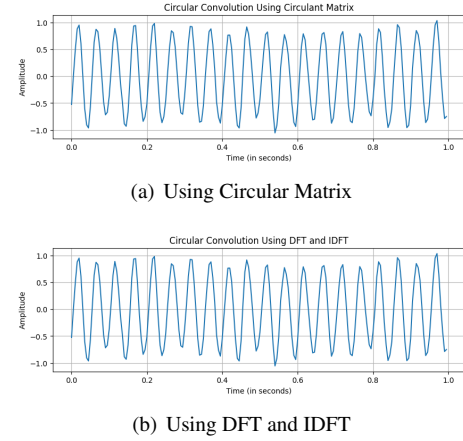 Circular Convolution Using Circulant Matrix
1.0
0.5
0.0
−0.5
−1.0
Amplitude
0.0 0.2 0.4 0.6 0.8 1.0
Time (in seconds)
(a) Using Circular Matrix
Circular Convolution Using DFT and IDFT
1.0
0.5
0.0
−0.5
−1.0
Amplitude
0.0 0.2 0.4 0.6 0.8 1.0
Time (in seconds)
(b) Using DFT and IDFT